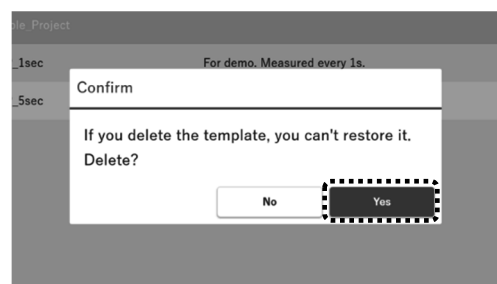 ole_Project
_1sec
For demo. Measured every 1s.
_5sec
Confirm
If you delete the template, you can't restore it.
Delete?
No
Yes